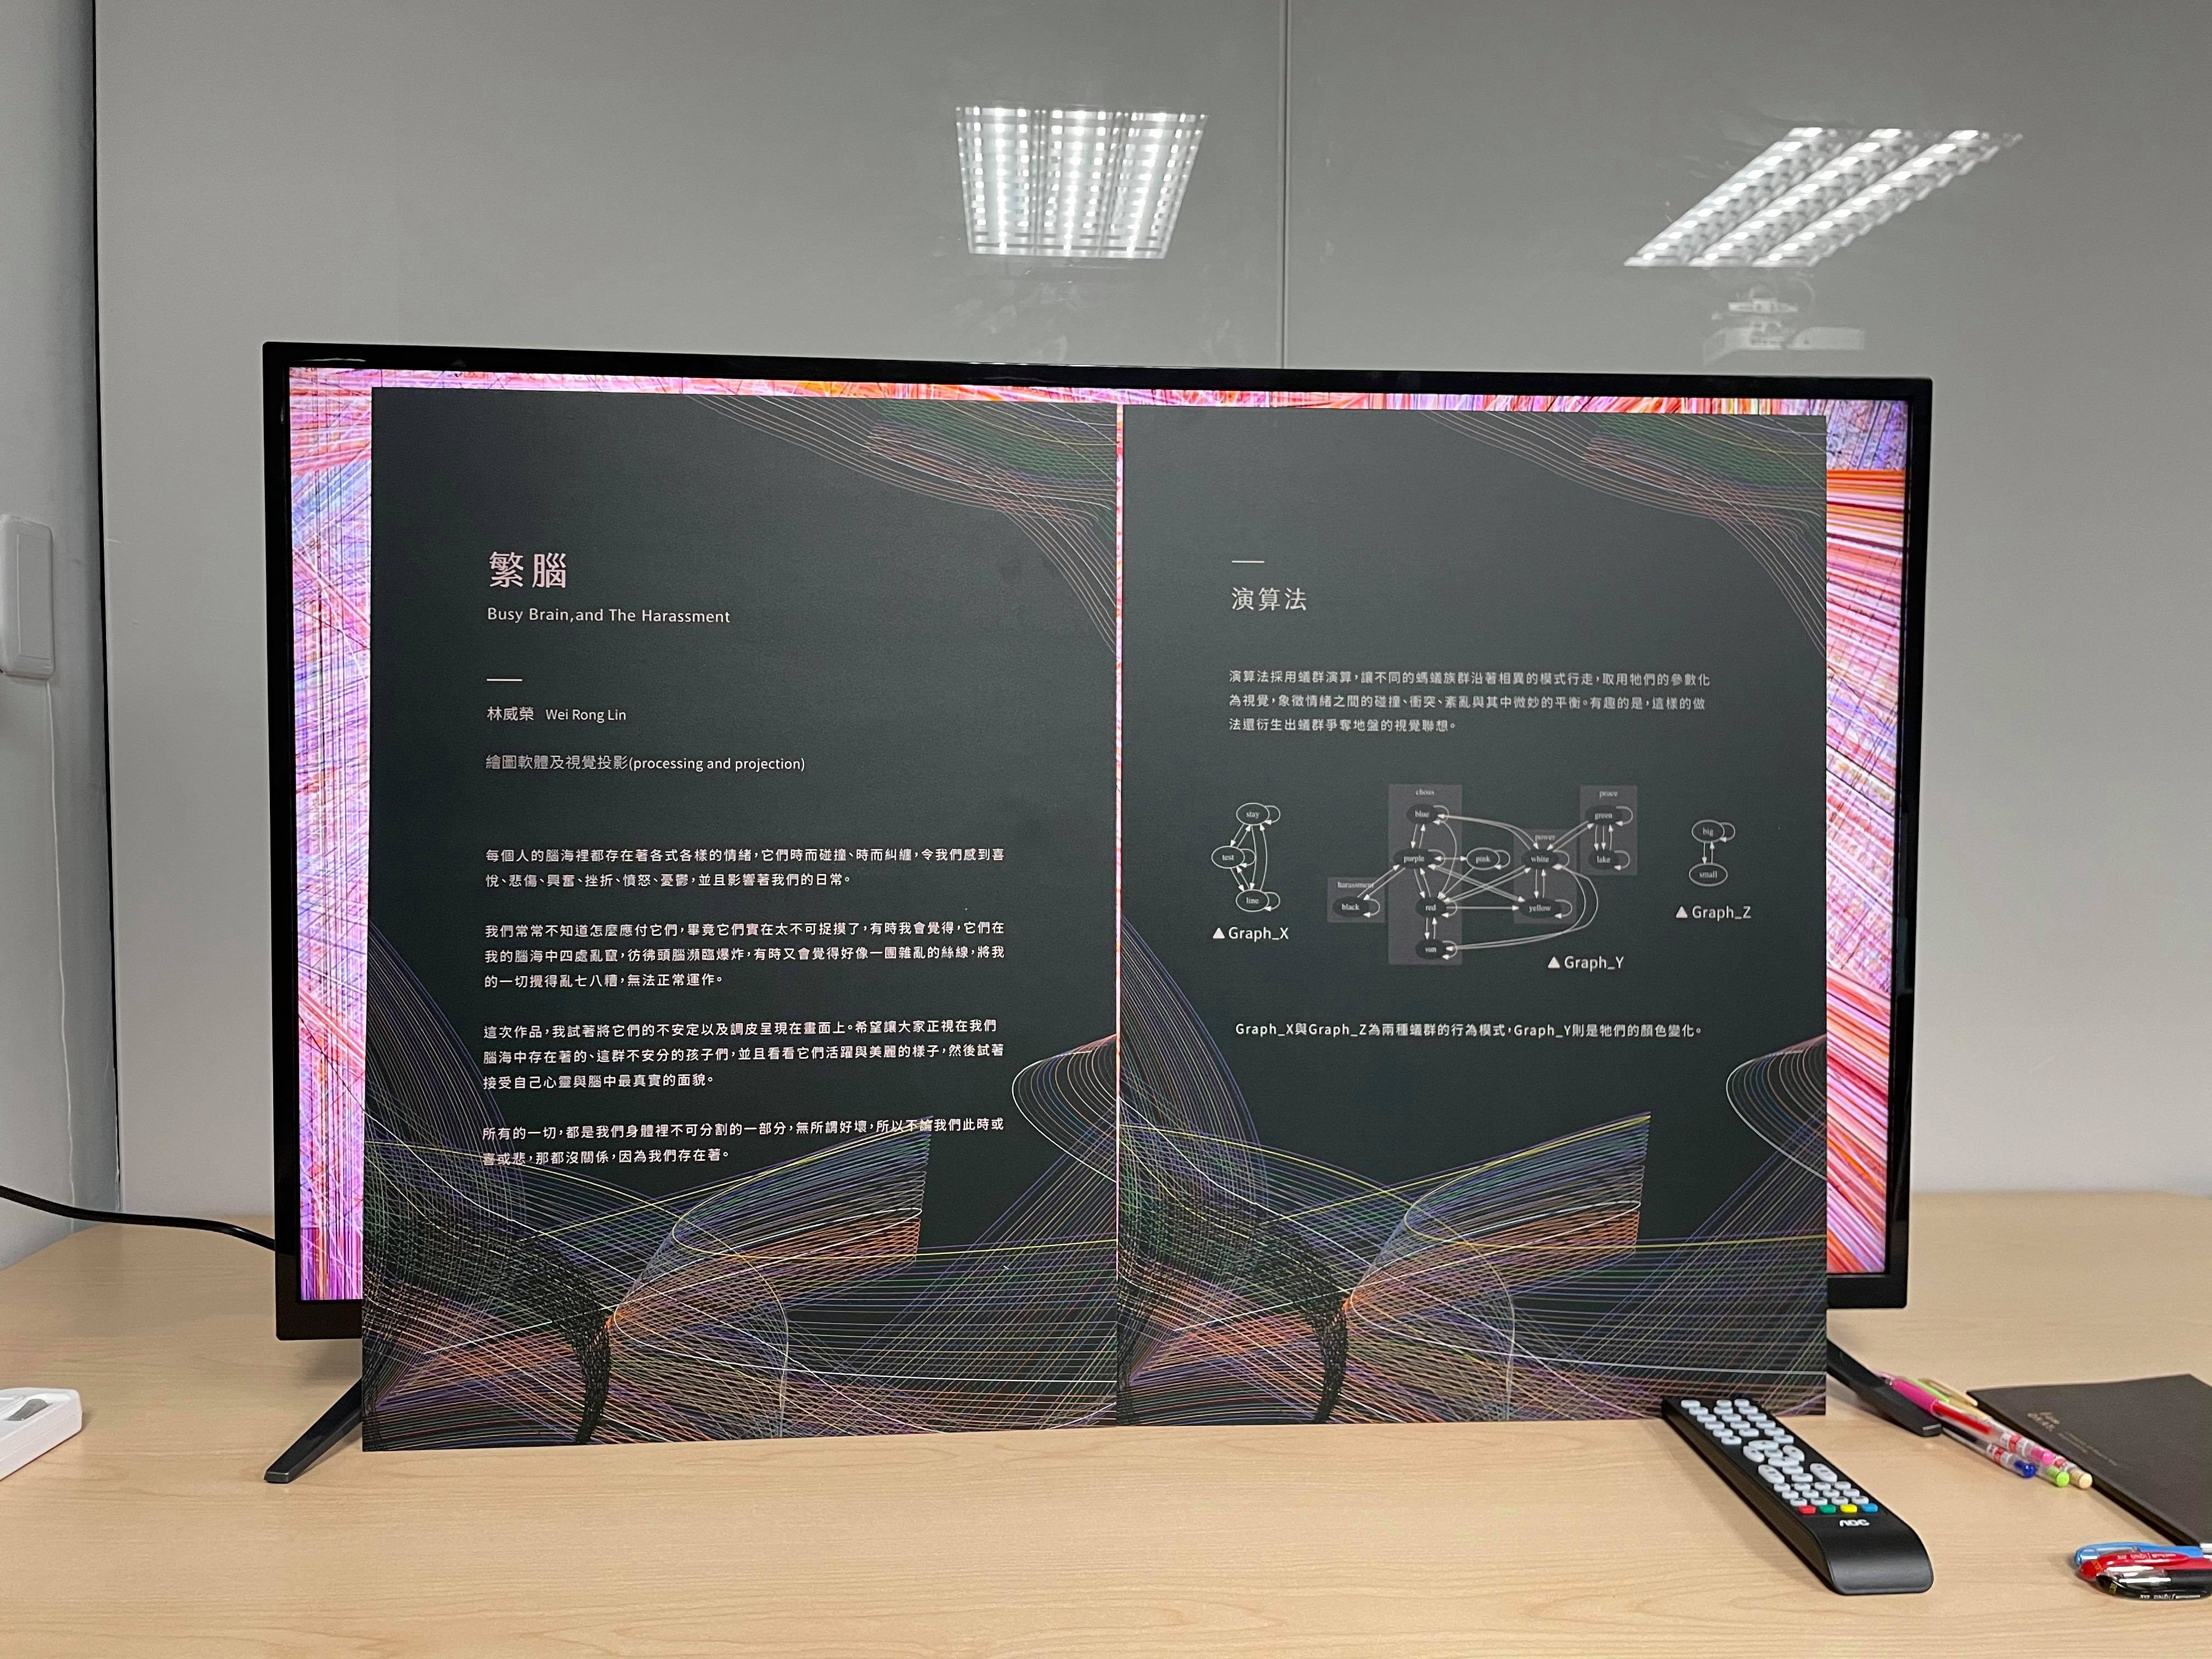 繁腦
Busy Brain,and The Harassment
林威榮 Wei Rong Lin
繪圖軟體及視覺投影(processing and projection)
每個人的腦海裡都存在著各式各樣的情緒,它們時而碰撞、時而糾纏,令我們感到喜
悅、悲傷、興奮、挫折、憤怒、憂鬱,並且影響著我們的日常。
我們常常不知道怎麼應付它們,畢竟它們實在太不可捉摸了,有時我會覺得,它們在
我的腦海中四處亂竄,彷彿頭腦瀕臨爆炸,有時又會覺得好像一團雜亂的絲線,將我
的一切攪得亂七八糟,無法正常運作。
這次作品,我試著將它們的不安定以及調皮呈現在畫面上。希望讓大家正視在我們
腦海中存在著的、這群不安分的孩子們,並且看看它們活躍與美麗的樣子,然後試著
接受自己心靈與腦中最真實的面貌。
所有的一切,都是我們身體裡不可分割的一部分,無所謂好壞,所以不論我們此時或
喜或悲,那都沒關係,因為我們存在著。
演算法
演算法採用蟻群演算,讓不同的螞蟻族群沿著相異的模式行走,取用牠們的參數化
為視覺,象徵情緒之間的碰撞、衝突、紊亂與其中微妙的平衡。有趣的是,這樣的做
法還衍生出蟻群爭奪地盤的視覺聯想。
stay
test
line
▲Graph_X
blue
purple
pink
harassment
black
red
power
white
yellow
peace
green
lake
▲Graph_Y
big
small
▲Graph_Z
Graph_X與Graph_Z為兩種蟻群的行為模式,Graph_Y則是牠們的顏色變化。
AOC